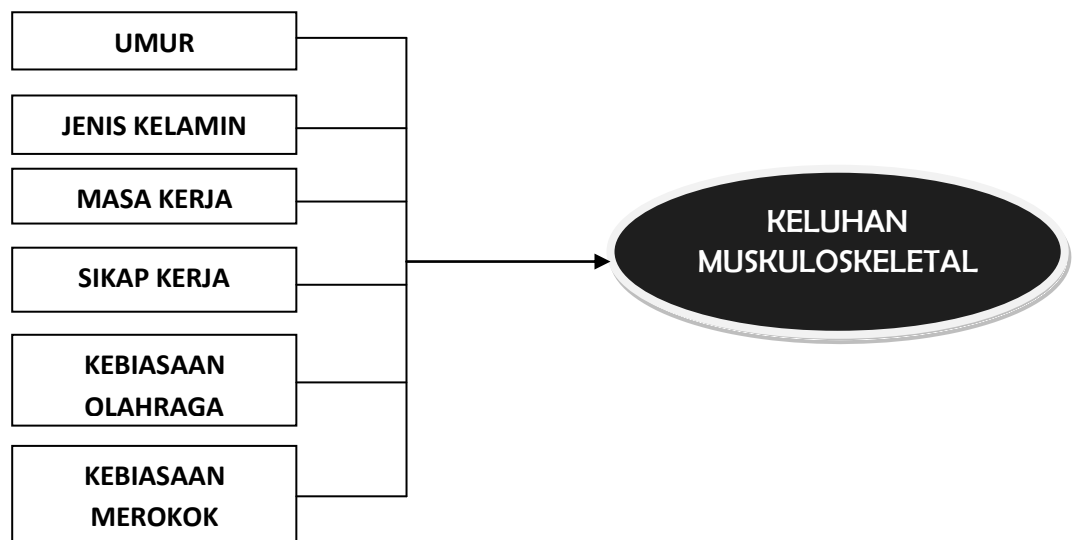 UMUR
JENIS KELAMIN
MASA KERJA
SIKAP KERJA
KEBIASAAN
OLAHRAGA
KEBIASAAN
MEROKOK
KELUHAN
MUSKULOSKELETAL